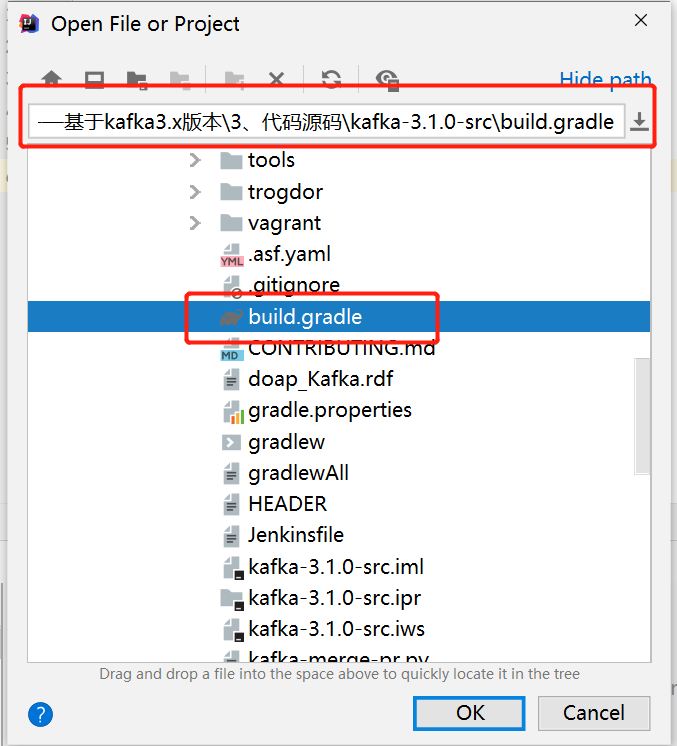 Open File or Project
Hide path
—基于kafka3.x版本\3、代码源码\kafka-3.1.0-src\build.gradle
tools
trogdor
vagrant
YML .asf.yaml
.gitignore
build.gradle
MD CONTRIBUTING.md
doap_Kafka.rdf
gradle.properties
gradlew
gradlewAll
HEADER
Jenkinsfile
kafka-3.1.0-src.iml
kafka-3.1.0-src.ipr
kafka-3.1.0-src.iws
kafka-merge-pr.py
Drag and drop a file into the space above to quickly locate it in the tree
?
OK
Cancel